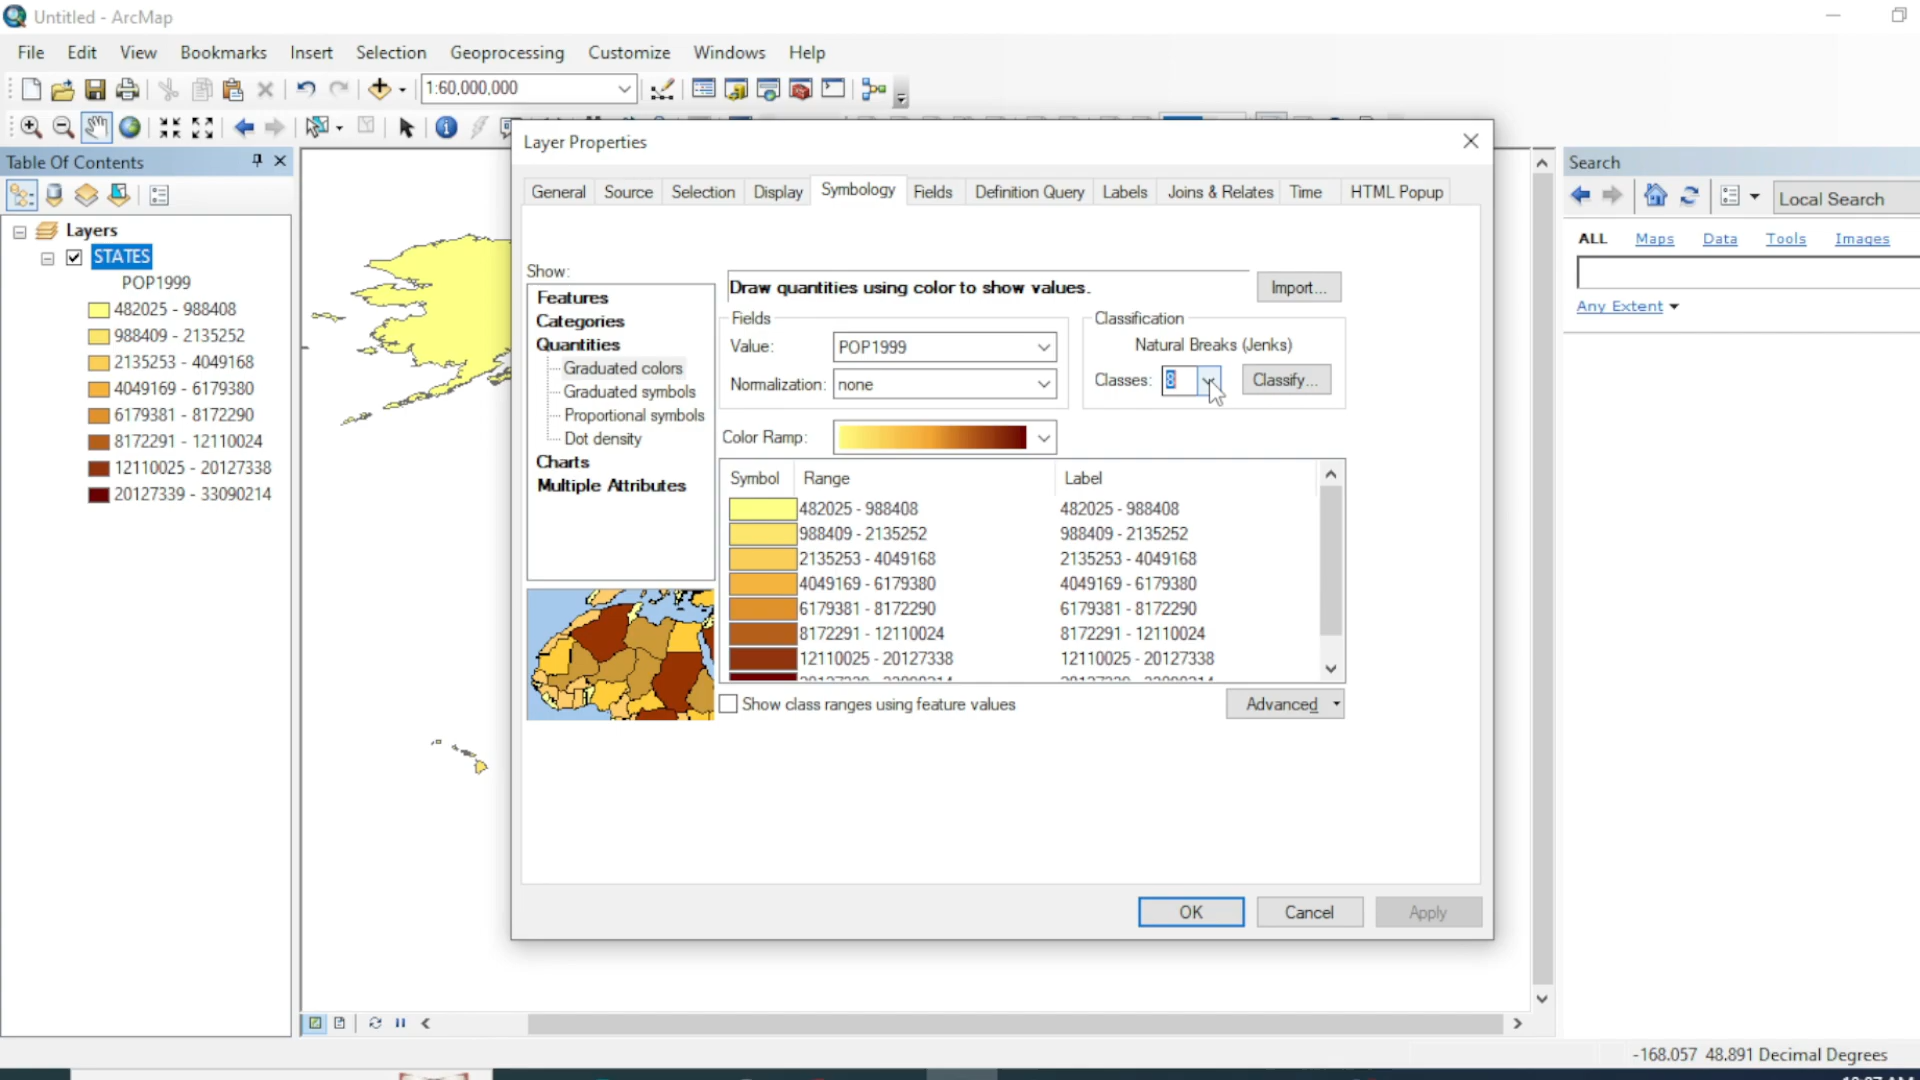 Untitled - ArcMap
File Edit View Bookmarks Insert Selection Geoprocessing Customize Windows Help
1:60,000,000
Table Of Contents
Layers
STATES
POP1999
482025 - 988408
988409 - 2135252
2135253 - 4049168
4049169 - 6179380
6179381 - 8172290
8172291 - 12110024
12110025 - 20127338
20127339 - 33090214
Layer Properties
General Source Selection Display Symbology Fields Definition Query Labels Joins & Relates Time HTML Popup
Show:
Features
Categories
Quantities
Graduated colors
Graduated symbols
Proportional symbols
Dot density
Charts
Multiple Attributes
Draw quantities using color to show values.
Import...
Fields
Value: POP1999
Normalization: none
Classification
Natural Breaks (Jenks)
Classes: 8 Classify...
Color Ramp:
Symbol Range Label
482025 - 988408 482025 - 988408
988409 - 2135252 988409 - 2135252
2135253 - 4049168 2135253 - 4049168
4049169 - 6179380 4049169 - 6179380
6179381 - 8172290 6179381 - 8172290
8172291 - 12110024 8172291 - 12110024
12110025 - 20127338 12110025 - 20127338
Show class ranges using feature values
Advanced
OK Cancel Apply
Search
Local Search
ALL Maps Data Tools Images
Any Extent
-168.057 48.891 Decimal Degrees